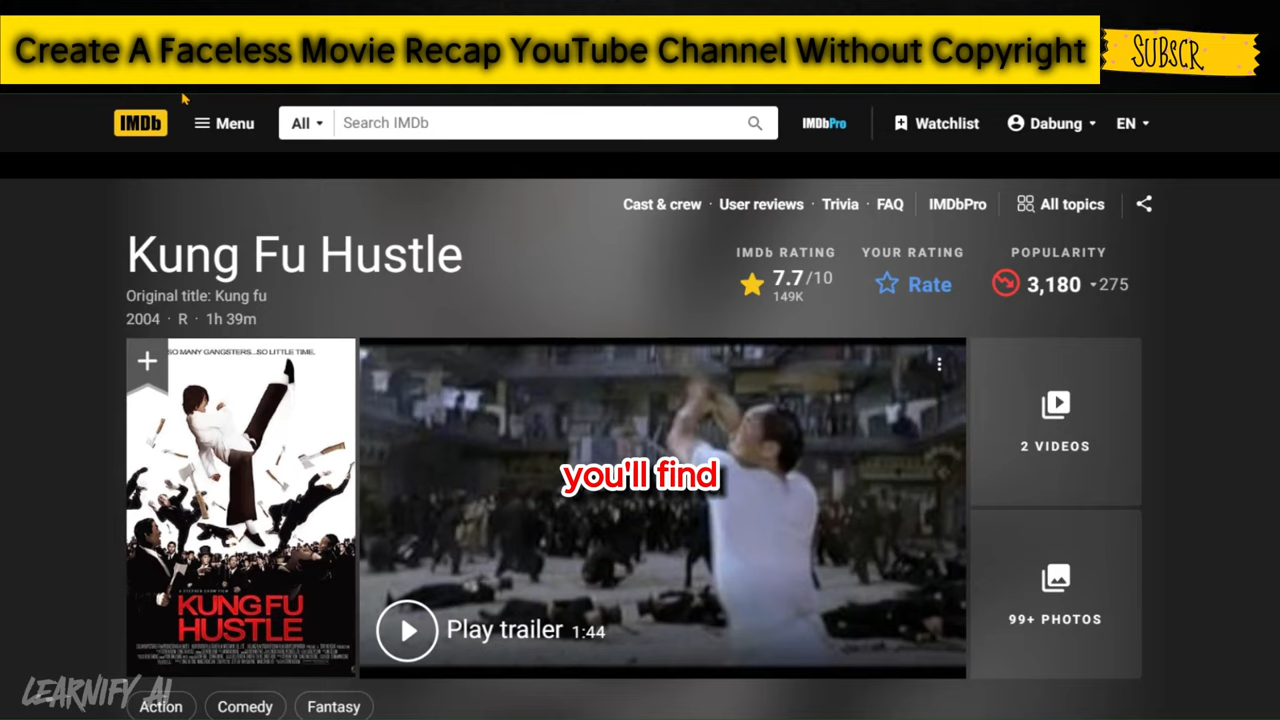 Create A Faceless Movie Recap YouTube Channel Without Copyright
SUBSCR
IMDb
Menu
All
Search IMDb
IMDbPro
Watchlist
Dabung
EN
Cast & crew · User reviews · Trivia · FAQ
IMDbPro
All topics
Kung Fu Hustle
Original title: Kung fu
2004 · R · 1h 39m
IMDb RATING
7.7/10
149K
YOUR RATING
Rate
POPULARITY
3,180
275
SO MANY GANGSTERS...SO LITTLE TIME.
KUNG FU
HUSTLE
you'll find
Play trailer 1:44
2 VIDEOS
99+ PHOTOS
LEARNIFY AI
Action
Comedy
Fantasy